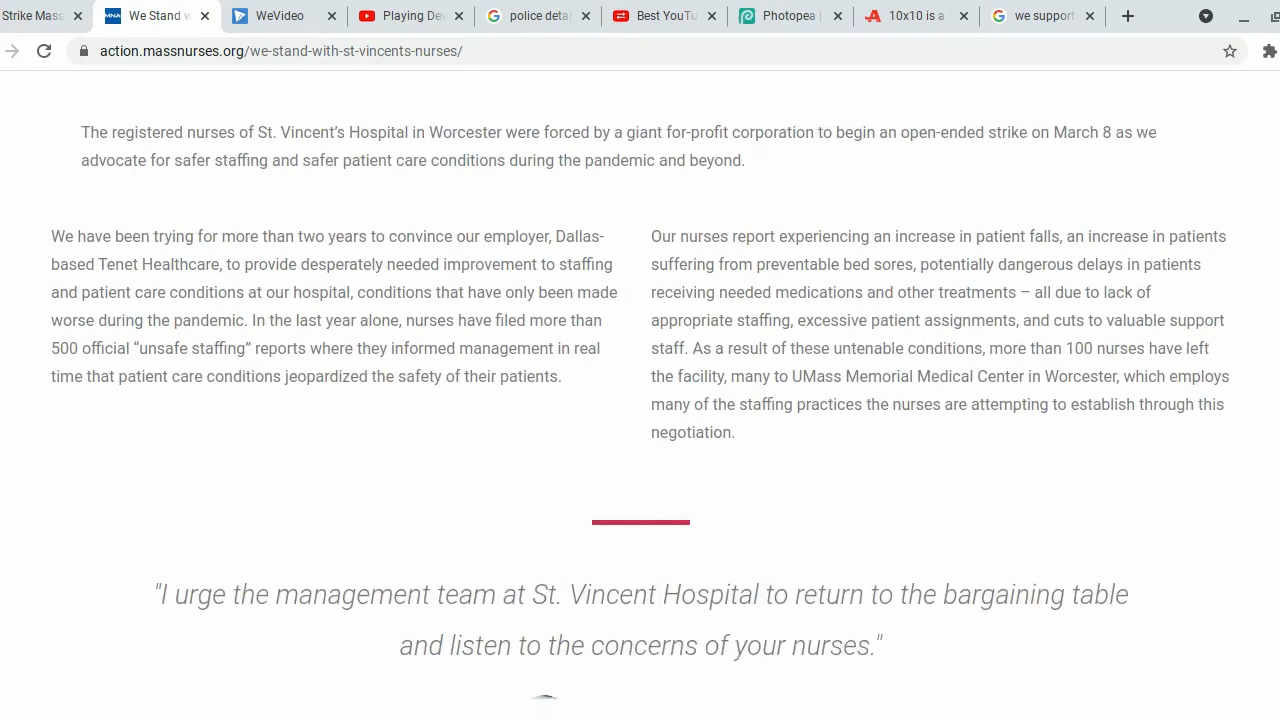 Strike Mass
We Stand w
WeVideo
Playing De
police detai
Best YouTu
Photopea |
10x10 is a
we support
action.massnurses.org/we-stand-with-st-vincents-nurses/
The registered nurses of St. Vincent’s Hospital in Worcester were forced by a giant for-profit corporation to begin an open-ended strike on March 8 as we
advocate for safer staffing and safer patient care conditions during the pandemic and beyond.
We have been trying for more than two years to convince our employer, Dallas-
based Tenet Healthcare, to provide desperately needed improvement to staffing
and patient care conditions at our hospital, conditions that have only been made
worse during the pandemic. In the last year alone, nurses have filed more than
500 official “unsafe staffing” reports where they informed management in real
time that patient care conditions jeopardized the safety of their patients.
Our nurses report experiencing an increase in patient falls, an increase in patients
suffering from preventable bed sores, potentially dangerous delays in patients
receiving needed medications and other treatments – all due to lack of
appropriate staffing, excessive patient assignments, and cuts to valuable support
staff. As a result of these untenable conditions, more than 100 nurses have left
the facility, many to UMass Memorial Medical Center in Worcester, which employs
many of the staffing practices the nurses are attempting to establish through this
negotiation.
"I urge the management team at St. Vincent Hospital to return to the bargaining table
and listen to the concerns of your nurses."